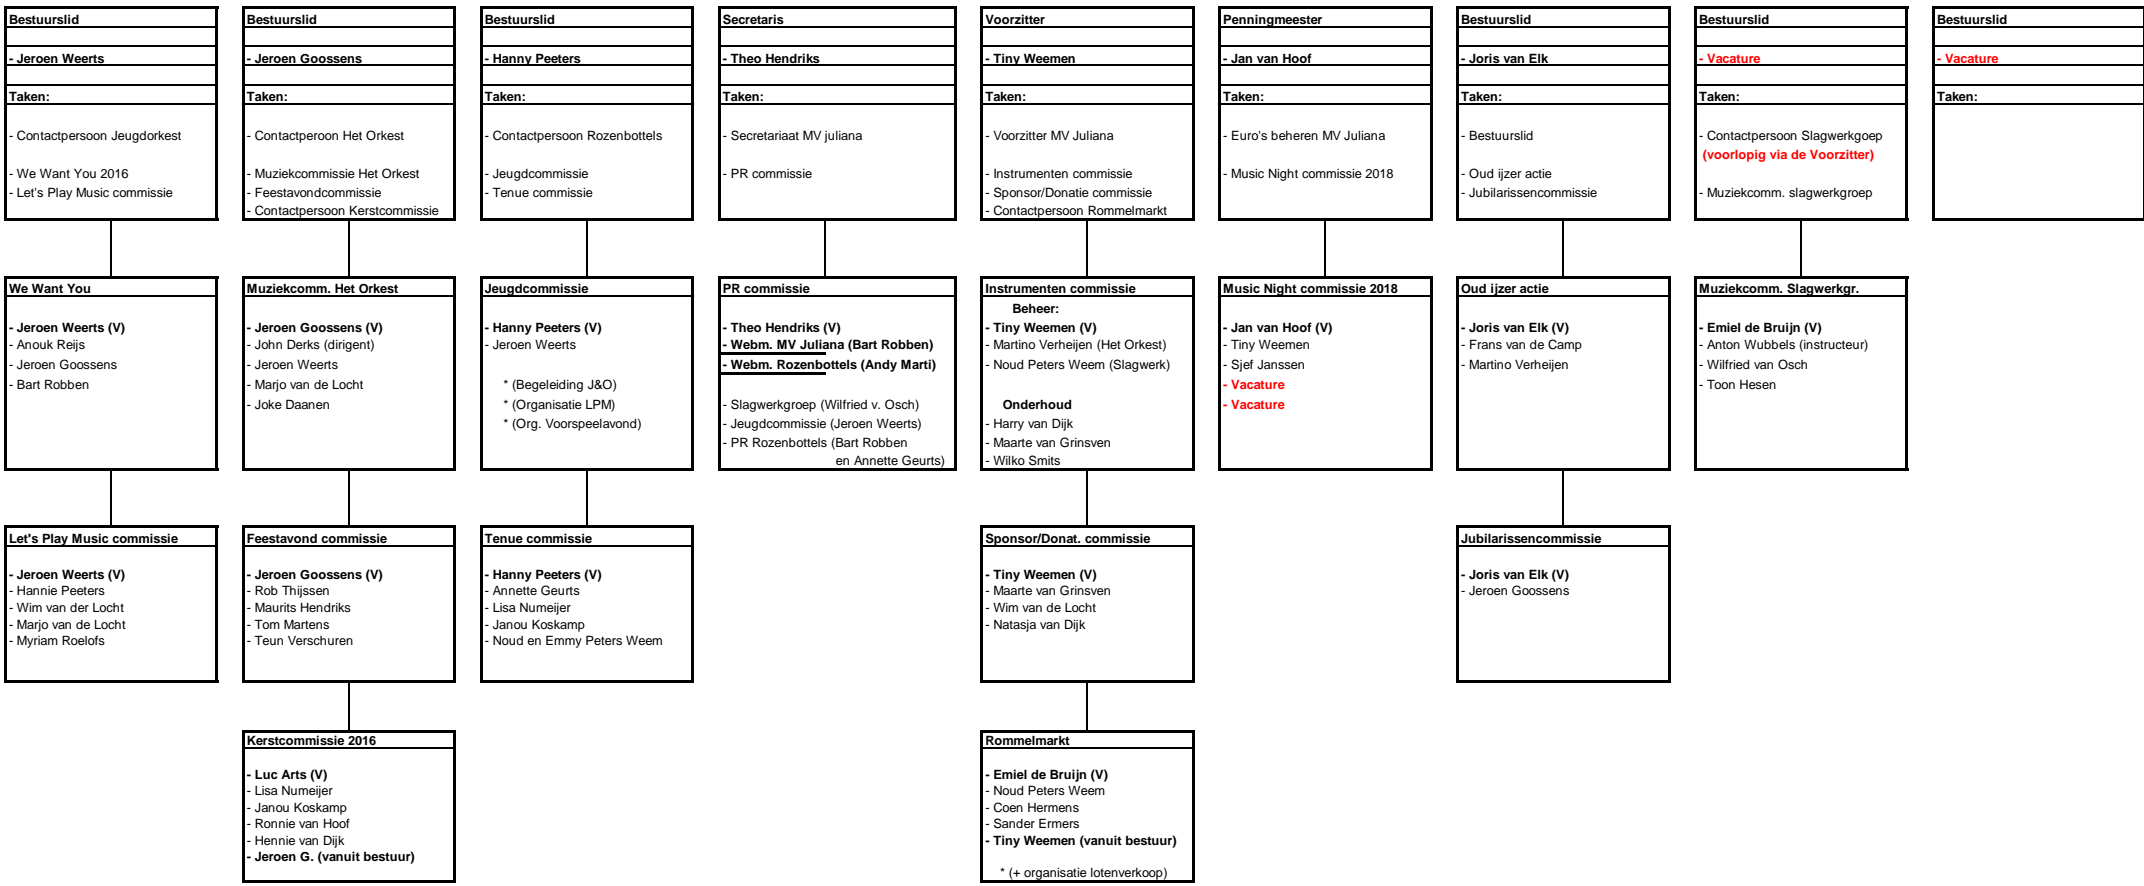 Bestuurslid
- Jeroen Weerts
Taken:
- Contactpersoon Jeugdorkest
- We Want You 2016
- Let's Play Music commissie
Bestuurslid
- Jeroen Goossens
Taken:
- Contactperoon Het Orkest
- Muziekcommissie Het Orkest
- Feestavondcommissie
- Contactpersoon Kerstcommissie
Bestuurslid
- Hanny Peeters
Taken:
- Contactpersoon Rozenbottels
- Jeugdcommissie
- Tenue commissie
Secretaris
- Theo Hendriks
Taken:
- Secretariaat MV juliana
- PR commissie
Voorzitter
- Tiny Weemen
Taken:
- Voorzitter MV Juliana
- Instrumenten commissie
- Sponsor/Donatie commissie
- Contactpersoon Rommelmarkt
Penningmeester
- Jan van Hoof
Taken:
- Euro's beheren MV Juliana
- Music Night commissie 2018
Bestuurslid
- Joris van Elk
Taken:
- Bestuurslid
- Oud ijzer actie
- Jubilarissencommissie
Bestuurslid
- Vacature
Taken:
- Contactpersoon Slagwerkgoep
(voorlopig via de Voorzitter)
- Muziekcomm. slagwerkgroep
Bestuurslid
- Vacature
Taken:
We Want You
- Jeroen Weerts (V)
- Anouk Reijs
- Jeroen Goossens
- Bart Robben
Muziekcomm. Het Orkest
- Jeroen Goossens (V)
- John Derks (dirigent)
- Jeroen Weerts
- Marjo van de Locht
- Joke Daanen
Jeugdcommissie
- Hanny Peeters (V)
- Jeroen Weerts
* (Begeleiding J&O)
* (Organisatie LPM)
* (Org. Voorspeelavond)
PR commissie
- Theo Hendriks (V)
- Webm. MV Juliana (Bart Robben)
- Webm. Rozenbottels (Andy Marti)
- Slagwerkgroep (Wilfried v. Osch)
- Jeugdcommissie (Jeroen Weerts)
- PR Rozenbottels (Bart Robben
en Annette Geurts)
Instrumenten commissie
Beheer:
- Tiny Weemen (V)
- Martino Verheijen (Het Orkest)
- Noud Peters Weem (Slagwerk)
Onderhoud
- Harry van Dijk
- Maarte van Grinsven
- Wilko Smits
Music Night commissie 2018
- Jan van Hoof (V)
- Tiny Weemen
- Sjef Janssen
- Vacature
- Vacature
Oud ijzer actie
- Joris van Elk (V)
- Frans van de Camp
- Martino Verheijen
Muziekcomm. Slagwerkgr.
- Emiel de Bruijn (V)
- Anton Wubbels (instructeur)
- Wilfried van Osch
- Toon Hesen
Let's Play Music commissie
- Jeroen Weerts (V)
- Hannie Peeters
- Wim van der Locht
- Marjo van de Locht
- Myriam Roelofs
Feestavond commissie
- Jeroen Goossens (V)
- Rob Thijssen
- Maurits Hendriks
- Tom Martens
- Teun Verschuren
Tenue commissie
- Hanny Peeters (V)
- Annette Geurts
- Lisa Numeijer
- Janou Koskamp
- Noud en Emmy Peters Weem
Sponsor/Donat. commissie
- Tiny Weemen (V)
- Maarte van Grinsven
- Wim van de Locht
- Natasja van Dijk
Jubilarissencommissie
- Joris van Elk (V)
- Jeroen Goossens
Kerstcommissie 2016
- Luc Arts (V)
- Lisa Numeijer
- Janou Koskamp
- Ronnie van Hoof
- Hennie van Dijk
- Jeroen G. (vanuit bestuur)
Rommelmarkt
- Emiel de Bruijn (V)
- Noud Peters Weem
- Coen Hermens
- Sander Ermers
- Tiny Weemen (vanuit bestuur)
* (+ organisatie lotenverkoop)